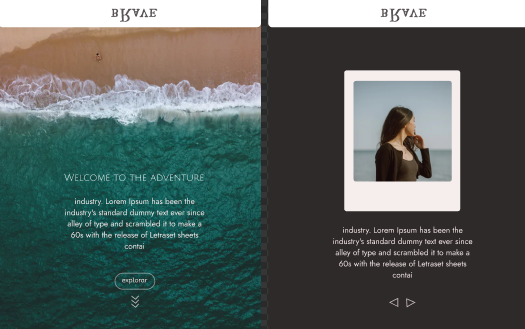 BRAVE
WELCOME TO THE ADVENTURE
industry. Lorem Ipsum has been the
industry's standard dummy text ever since
alley of type and scrambled it to make a
60s with the release of Letraset sheets
contai
explorar
BRAVE
industry. Lorem Ipsum has been the
industry's standard dummy text ever since
alley of type and scrambled it to make a
60s with the release of Letraset sheets
contai